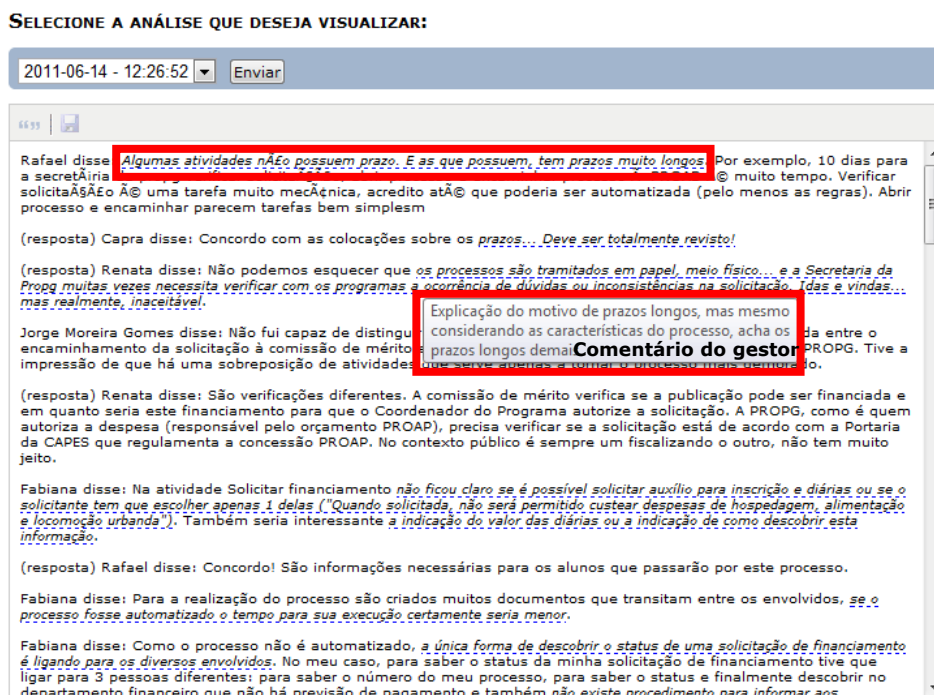 SELECIONE A ANÁLISE QUE DESEJA VISUALIZAR:
2011-06-14 - 12:26:52 Enviar
Rafael disse: Algumas atividades nÃ£o possuem prazo. E as que possuem, tem prazos muito longos. Por exemplo, 10 dias para
a secretÃ¡ria muito tempo. Verificar
solicitaÃ§Ã£o Ã© uma tarefa muito mecÃ¢nica, acredito atÃ© que poderia ser automatizada (pelo menos as regras). Abrir
processo e encaminhar parecem tarefas bem simplesm
(resposta) Capra disse: Concordo com as colocações sobre os prazos... Deve ser totalmente revisto!
(resposta) Renata disse: Não podemos esquecer que os processos são tramitados em papel, meio físico... e a Secretaria da
Propg muitas vezes necessita verificar com os programas a ocorrência de dúvidas ou inconsistências na solicitação. Idas e vindas...
mas realmente, inaceitável.
Explicação do motivo de prazos longos, mas mesmo
considerando as características do processo, acha os
prazos longos demai Comentário do gestor
Jorge Moreira Gomes disse: Não fui capaz de distingu da entre o
encaminhamento da solicitação à comissão de mérito e PROPG. Tive a
impressão de que há uma sobreposição de atividades que serve apenas a tornar o processo mais demorado.
(resposta) Renata disse: São verificações diferentes. A comissão de mérito verifica se a publicação pode ser financiada e
em quanto seria este financiamento para que o Coordenador do Programa autorize a solicitação. A PROPG, como é quem
autoriza a despesa (responsável pelo orçamento PROAP), precisa verificar se a solicitação está de acordo com a Portaria
da CAPES que regulamenta a concessão PROAP. No contexto público é sempre um fiscalizando o outro, não tem muito
jeito.
Fabiana disse: Na atividade Solicitar financiamento não ficou claro se é possível solicitar auxílio para inscrição e diárias ou se o
solicitante tem que escolher apenas 1 delas ("Quando solicitada, não será permitido custear despesas de hospedagem, alimentação
e locomoção urbanda"). Também seria interessante a indicação do valor das diárias ou a indicação de como descobrir esta
informação.
(resposta) Rafael disse: Concordo! São informações necessárias para os alunos que passarão por este processo.
Fabiana disse: Para a realização do processo são criados muitos documentos que transitam entre os envolvidos, se o
processo fosse automatizado o tempo para sua execução certamente seria menor.
Fabiana disse: Como o processo não é automatizado, a única forma de descobrir o status de uma solicitação de financiamento
é ligando para os diversos envolvidos. No meu caso, para saber o status da minha solicitação de financiamento tive que
ligar para 3 pessoas diferentes: para saber o número do meu processo, para saber o status e finalmente descobrir no
departamento financeiro que não há previsão de pagamento e também não existe procedimento para informar aos